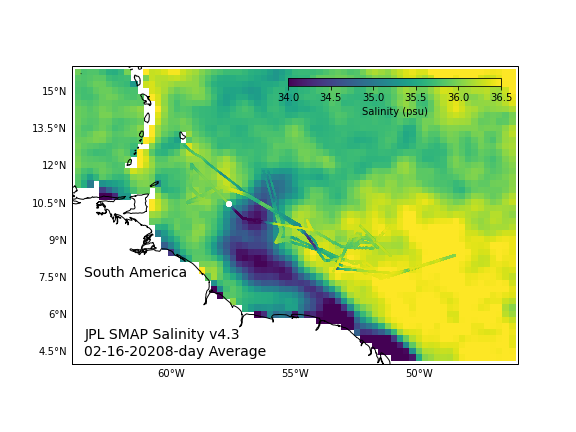 15°N
13.5°N
12°N
10.5°N
9°N
7.5°N
6°N
4.5°N
34.0 34.5 35.0 35.5 36.0 36.5
Salinity (psu)
South America
JPL SMAP Salinity v4.3
02-16-20208-day Average
60°W 55°W 50°W